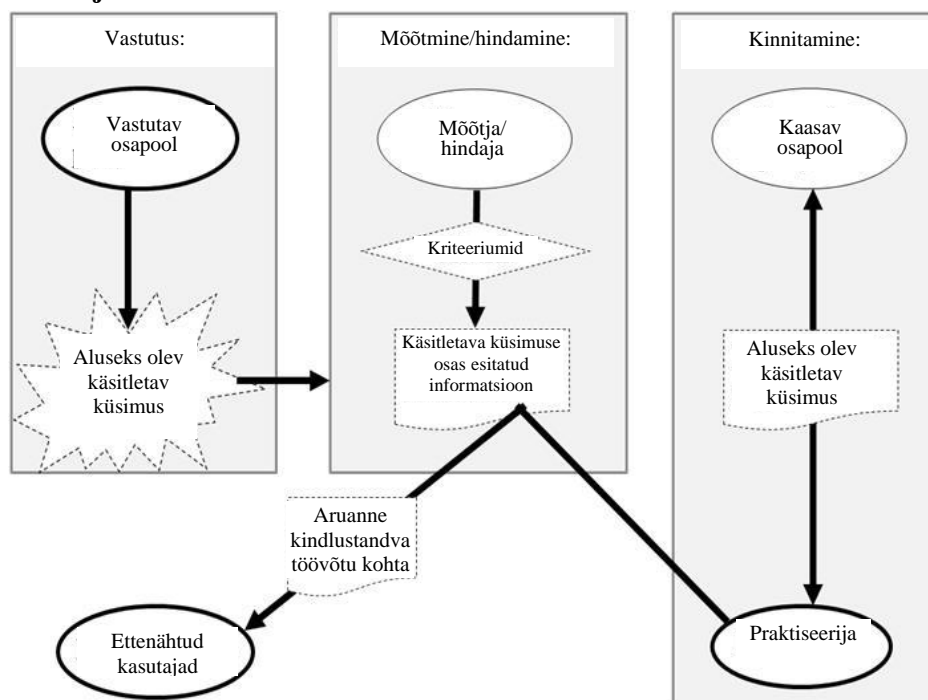 Vastutus:
Mõõtmine/hindamine:
Kinnitamine:
Vastutav
osapool
Mõõtja/
hindaja
Kaasav
osapool
Kriteeriumid
Aluseks olev
käsitletav
küsimus
Käsitletava küsimuse
osas esitatud
informatsioon
Aluseks olev
käsitletav
küsimus
Aruanne
kindlustandva
töövõtu kohta
Ettenähtud
kasutajad
Praktiseerija